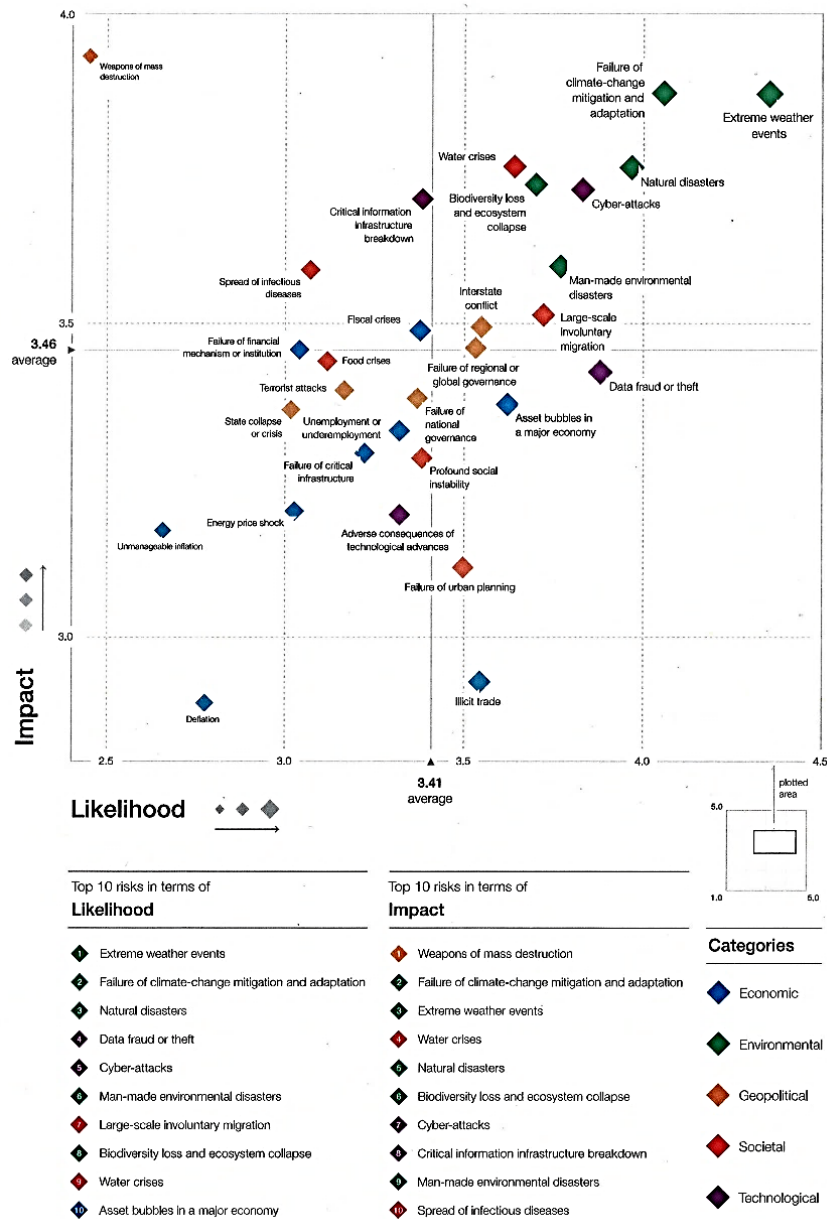 4.0
Weapons of mass
destruction
Failure of
climate-change
mitigation and
adaptation
Extreme weather
events
Water crises
Natural disasters
Biodiversity loss
and ecosystem
collapse
Cyber-attacks
Critical information
infrastructure
breakdown
Spread of infectious
diseases
Man-made environmental
disasters
Interstate
conflict
Fiscal crises
Large-scale
involuntary
migration
3.5
3.46
average
Failure of financial
mechanism or institution
Food crises
Failure of regional or
global governance
Data fraud or theft
Terrorist attacks
State collapse
or crisis
Unemployment or
underemployment
Failure of
national
governance
Asset bubbles in
a major economy
Failure of critical
infrastructure
Profound social
instability
Energy price shock
Adverse consequences of
technological advances
Unmanageable inflation
Failure of urban planning
3.0
Impact
Illicit trade
Deflation
2.5
3.0
3.5
4.0
4.5
3.41
average
plotted
area
5.0
1.0
5.0
Likelihood
Top 10 risks in terms of
Likelihood
1 Extreme weather events
2 Failure of climate-change mitigation and adaptation
3 Natural disasters
4 Data fraud or theft
5 Cyber-attacks
6 Man-made environmental disasters
7 Large-scale involuntary migration
8 Biodiversity loss and ecosystem collapse
9 Water crises
10 Asset bubbles in a major economy
Top 10 risks in terms of
Impact
1 Weapons of mass destruction
2 Failure of climate-change mitigation and adaptation
3 Extreme weather events
4 Water crises
5 Natural disasters
6 Biodiversity loss and ecosystem collapse
7 Cyber-attacks
8 Critical information infrastructure breakdown
9 Man-made environmental disasters
10 Spread of infectious diseases
Categories
Economic
Environmental
Geopolitical
Societal
Technological